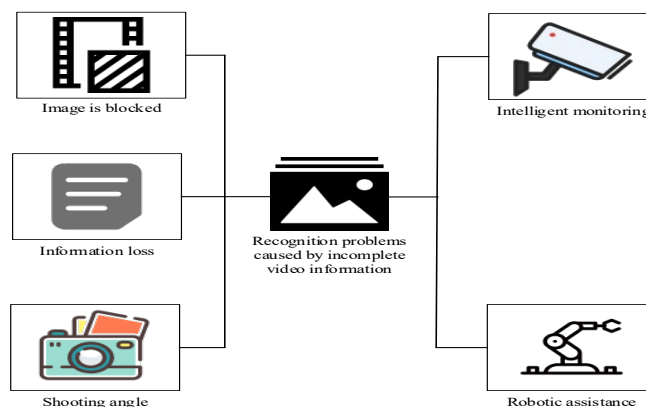 Image is blocked
Intelligent monitoring
Information loss
Recognition problems
caused by incomplete
video information
Shooting angle
Robotic assistance